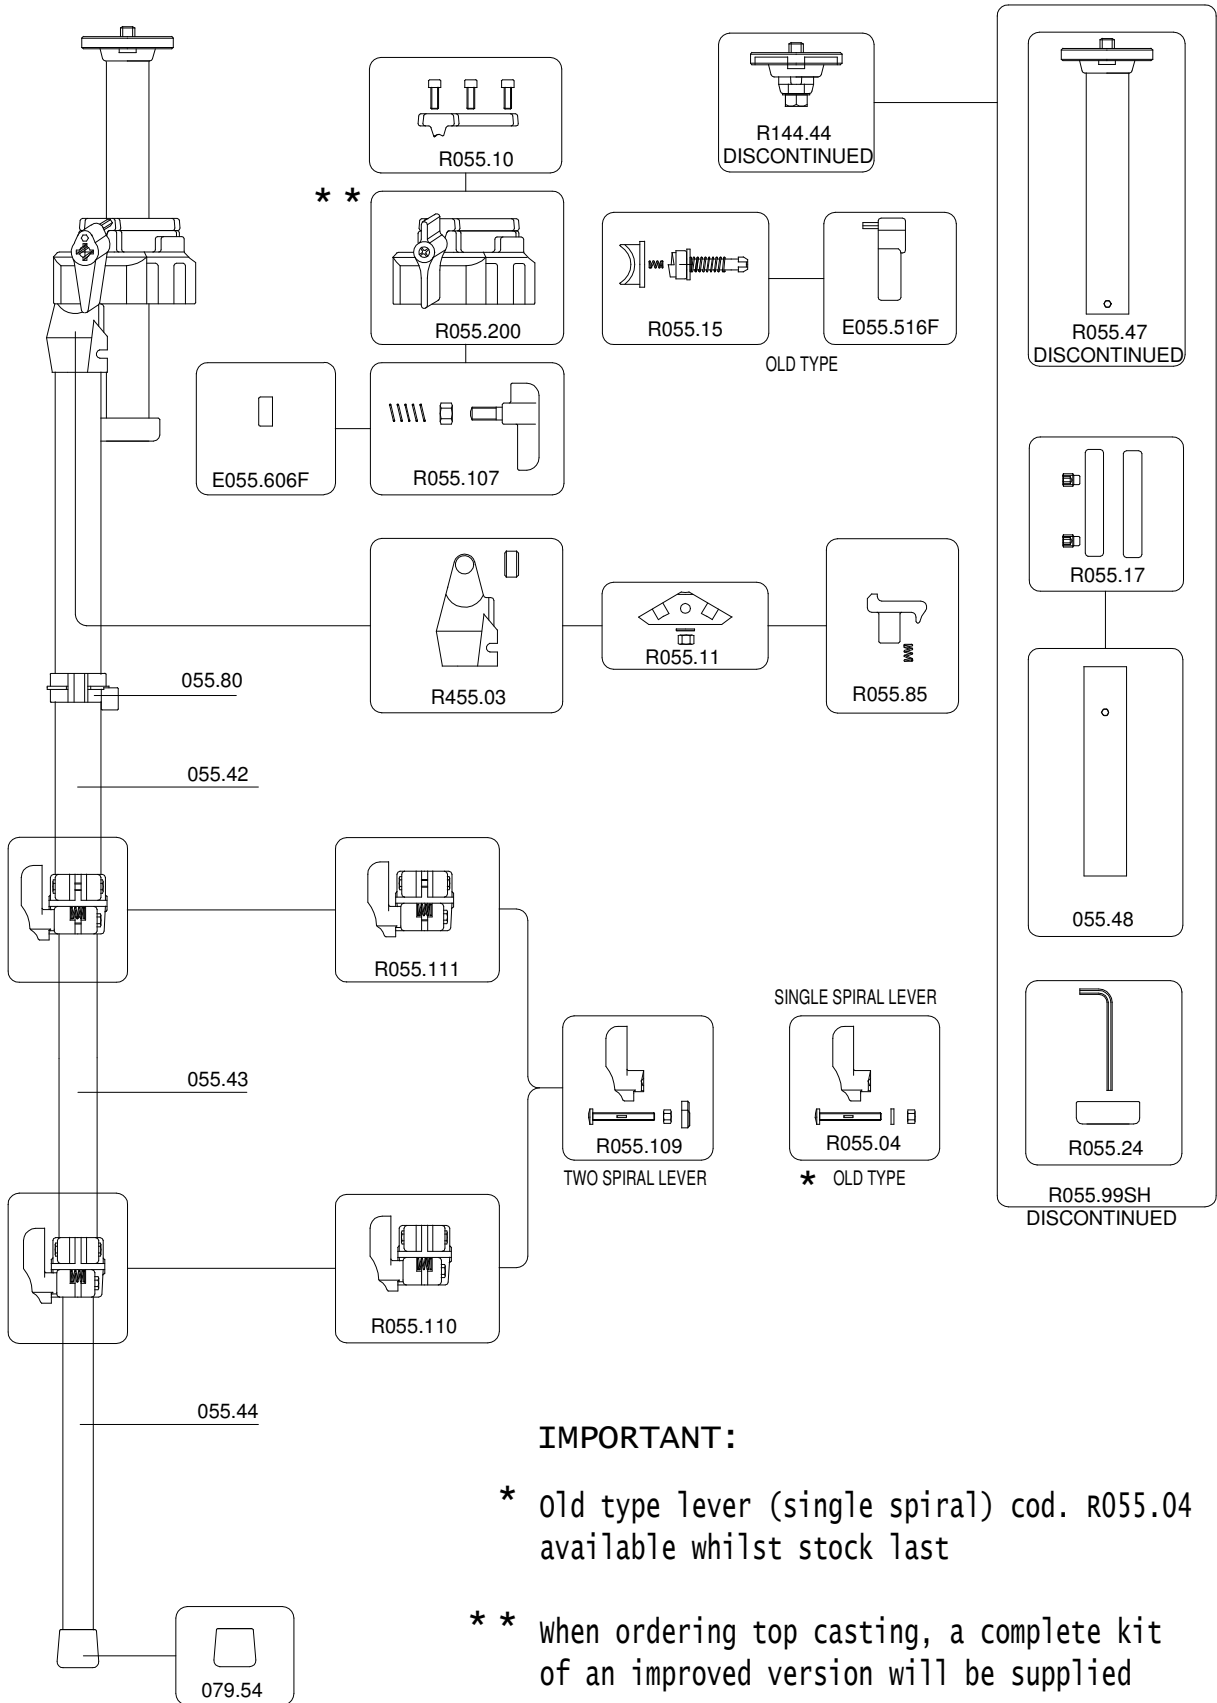 R055.10
R144.44
DISCONTINUED
* *
R055.200
R055.15
E055.516F
OLD TYPE
R055.47
DISCONTINUED
E055.606F
R055.107
R055.17
R455.03
R055.11
R055.85
055.80
055.42
055.48
R055.111
SINGLE SPIRAL LEVER
055.43
R055.109
TWO SPIRAL LEVER
R055.04
* OLD TYPE
R055.24
R055.99SH
DISCONTINUED
R055.110
055.44
079.54
IMPORTANT:
* Old type lever (single spiral) cod. R055.04
available whilst stock last
* * When ordering top casting, a complete kit
of an improved version will be supplied